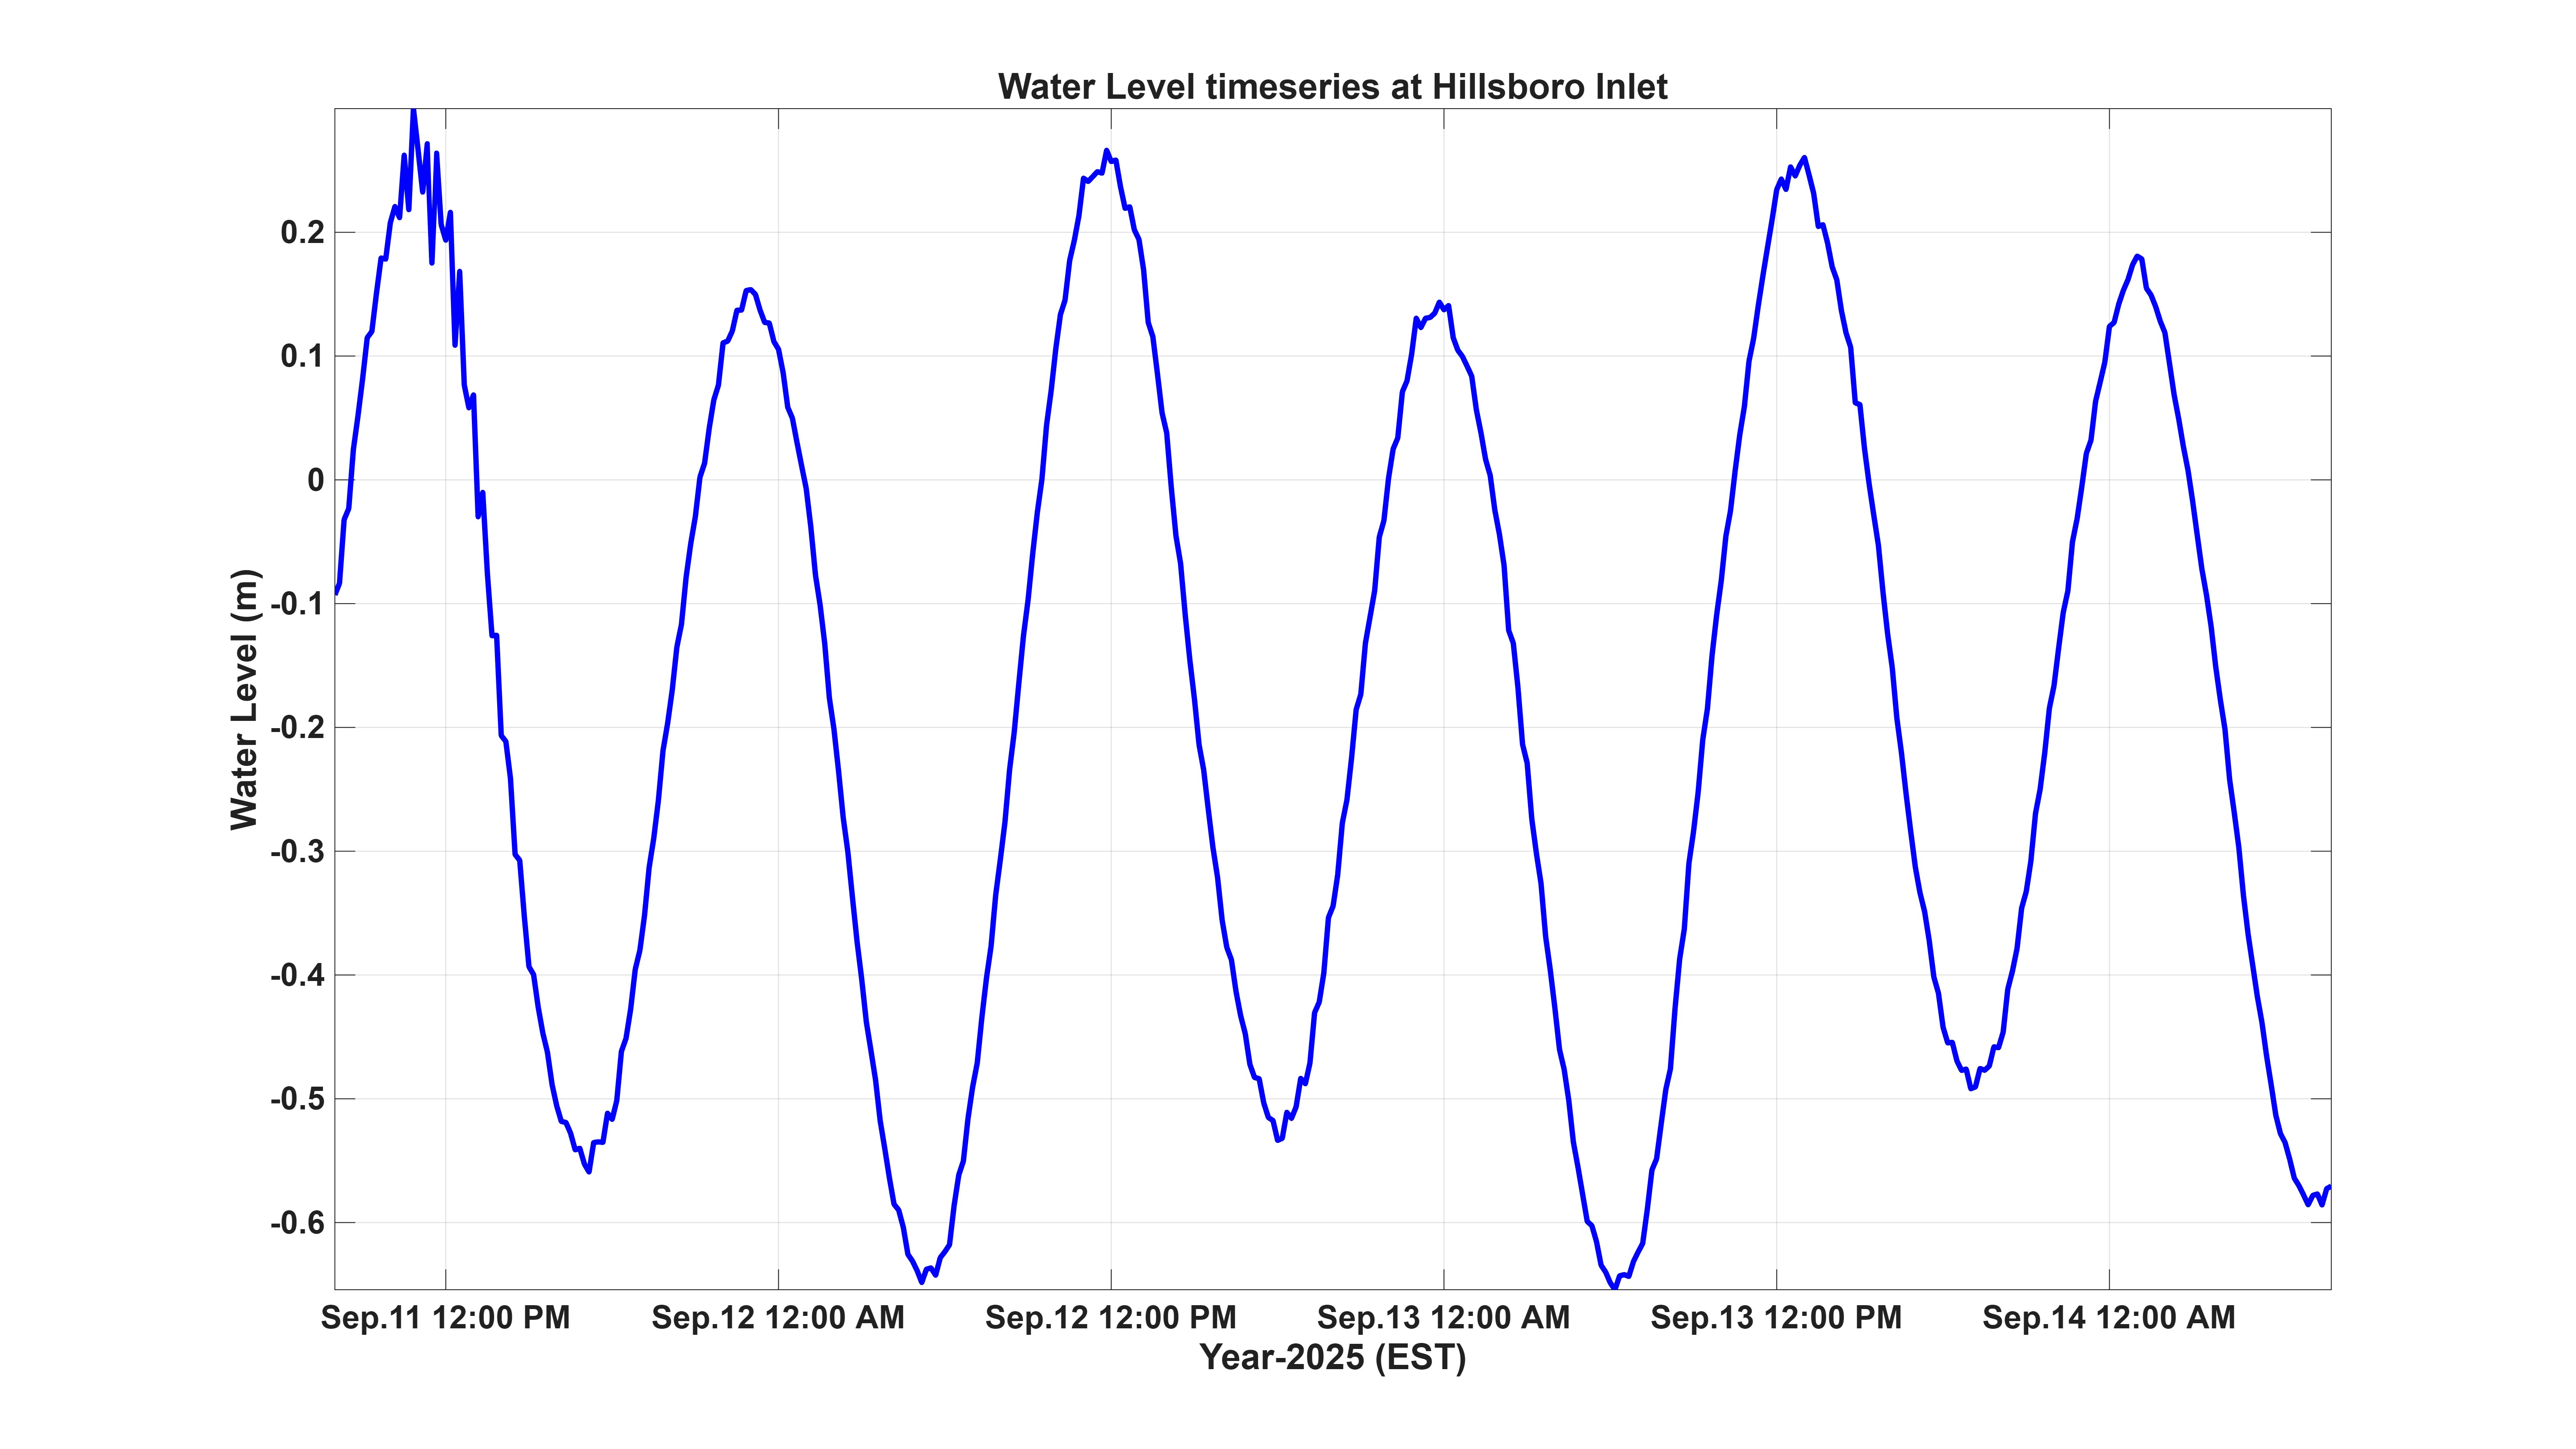 Water Level timeseries at Hillsboro Inlet
0.2
0.1
0
-0.1
-0.2
-0.3
-0.4
-0.5
-0.6
Water Level (m)
Sep.11 12:00 PM Sep.12 12:00 AM Sep.12 12:00 PM Sep.13 12:00 AM Sep.13 12:00 PM Sep.14 12:00 AM
Year-2025 (EST)